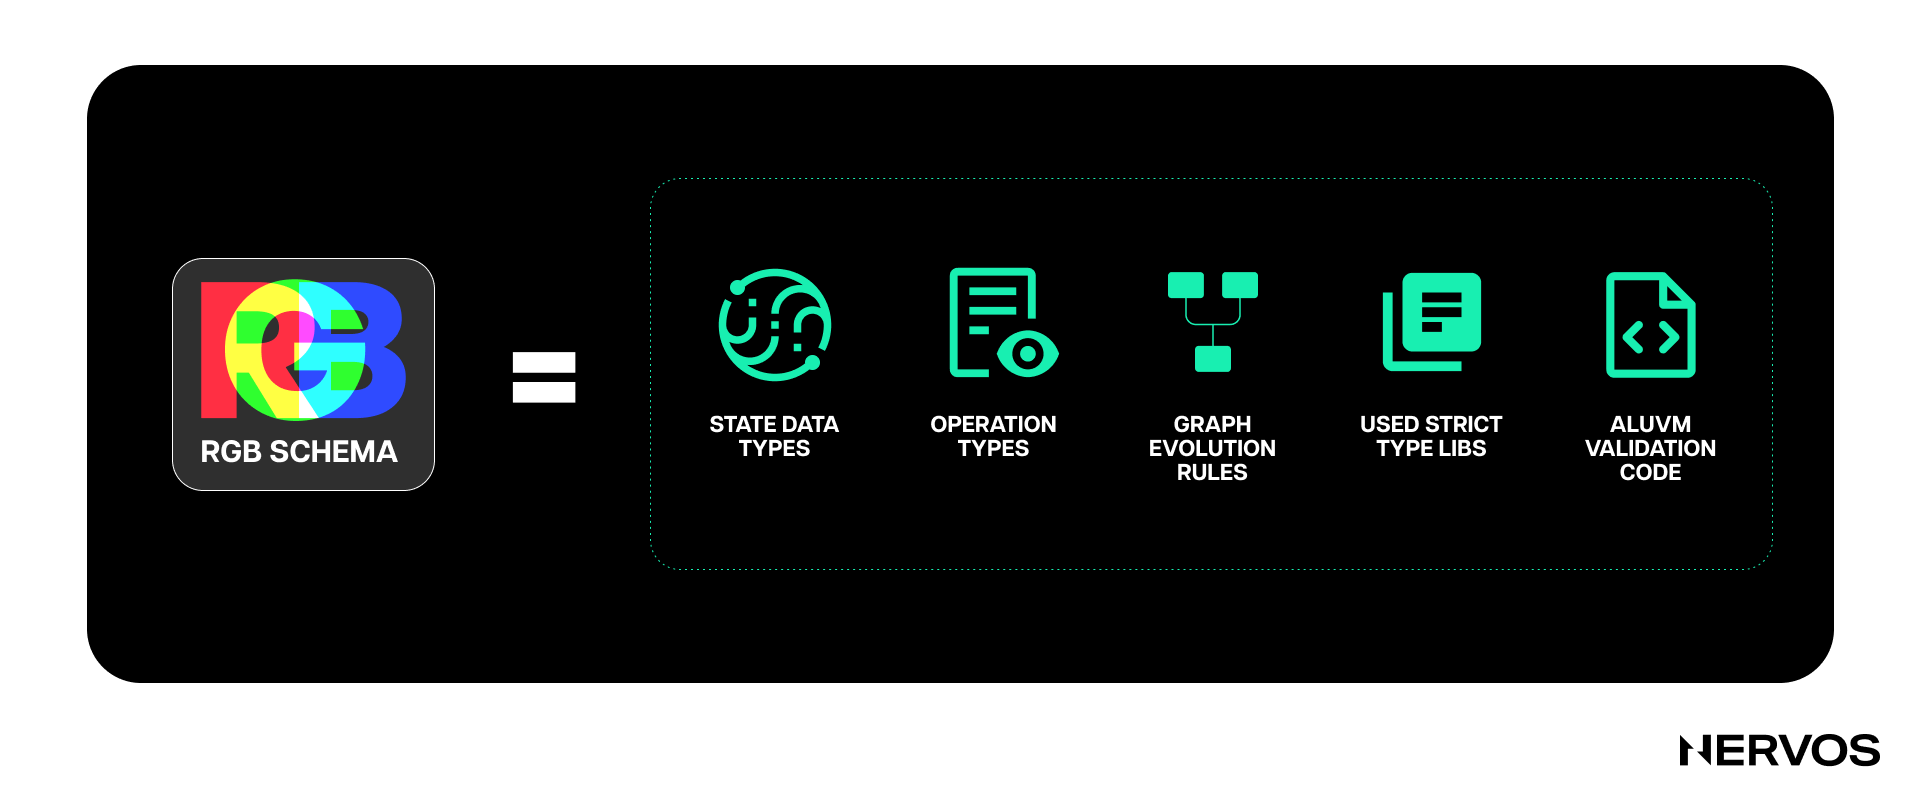 RGB
RGB SCHEMA
=
STATE DATA
TYPES
OPERATION
TYPES
GRAPH
EVOLUTION
RULES
USED STRICT
TYPE LIBS
ALUVM
VALIDATION
CODE
NERVOS